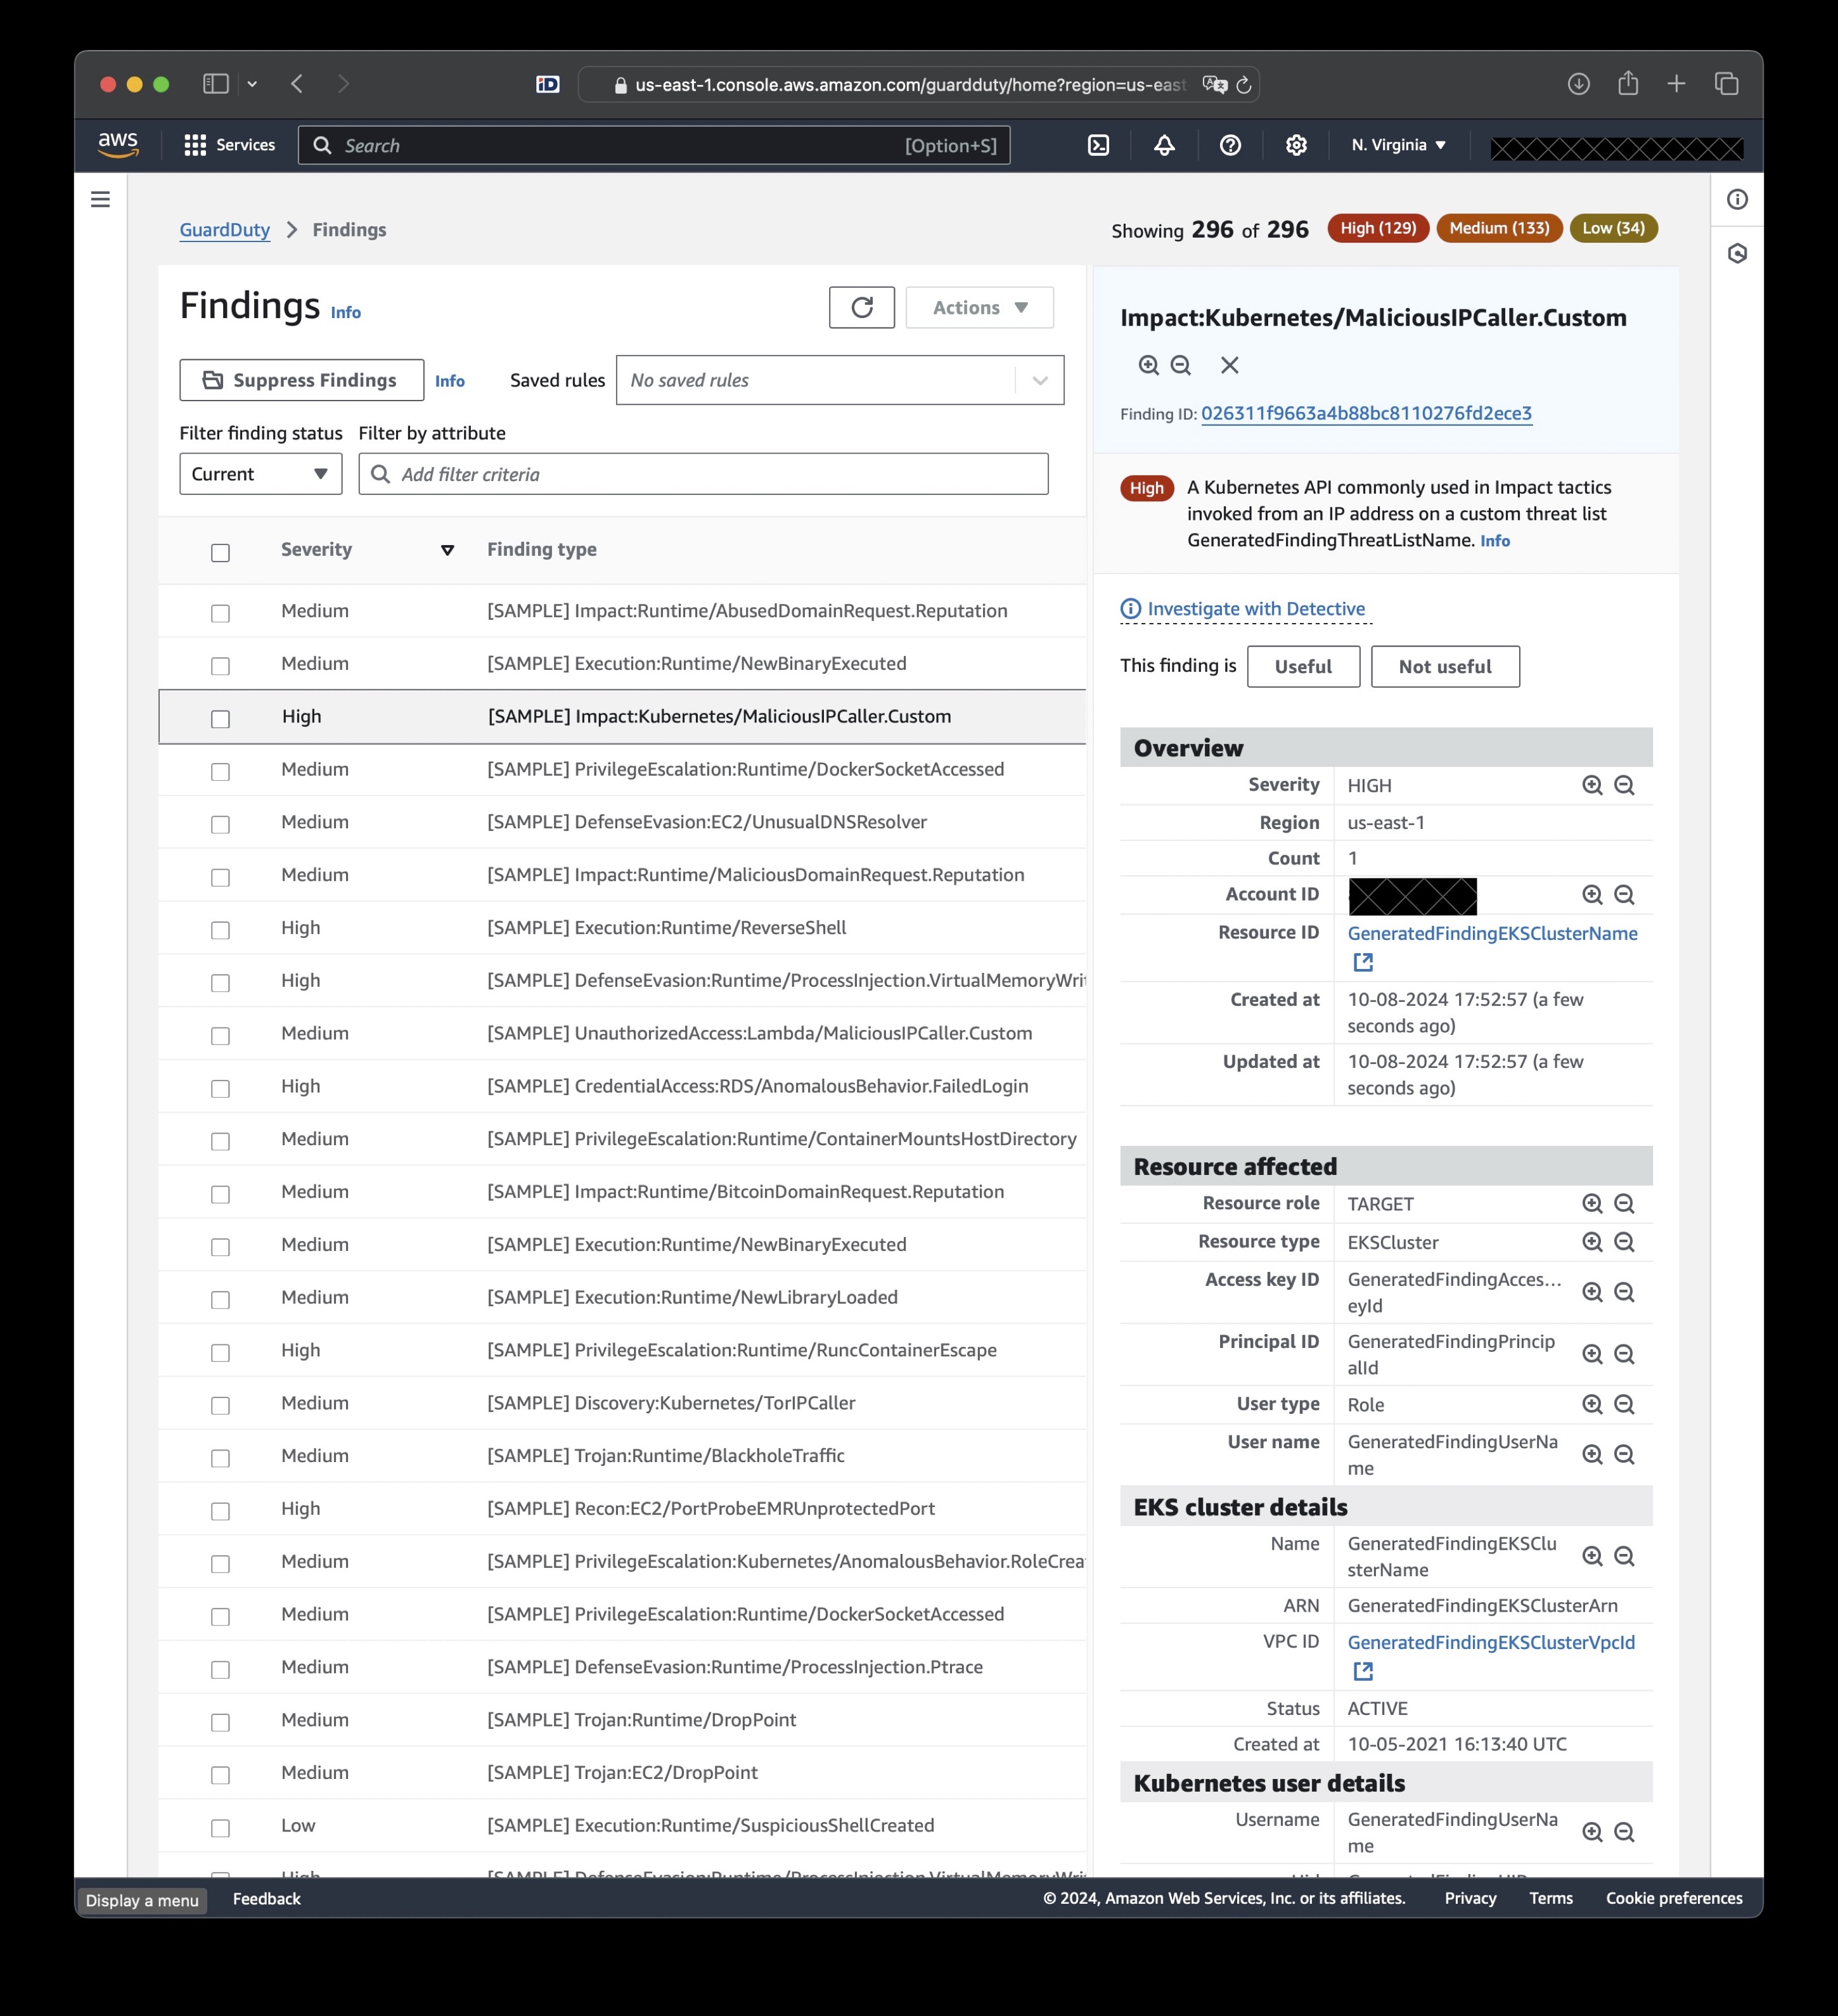 iD
us-east-1.console.aws.amazon.com/guardduty/home?region=us-east
aws
Services
Search
[Option+S]
N. Virginia
GuardDuty
Findings
Showing 296 of 296
High (129)
Medium (133)
Low (34)
Findings Info
Actions
Suppress Findings
Info
Saved rules
No saved rules
Filter finding status
Filter by attribute
Current
Add filter criteria
Severity
Finding type
Medium [SAMPLE] Impact:Runtime/AbusedDomainRequest.Reputation
Medium [SAMPLE] Execution:Runtime/NewBinaryExecuted
High [SAMPLE] Impact:Kubernetes/MaliciousIPCaller.Custom
Medium [SAMPLE] PrivilegeEscalation:Runtime/DockerSocketAccessed
Medium [SAMPLE] DefenseEvasion:EC2/UnusualDNSResolver
Medium [SAMPLE] Impact:Runtime/MaliciousDomainRequest.Reputation
High [SAMPLE] Execution:Runtime/ReverseShell
High [SAMPLE] DefenseEvasion:Runtime/ProcessInjection.VirtualMemoryWri
Medium [SAMPLE] UnauthorizedAccess:Lambda/MaliciousIPCaller.Custom
High [SAMPLE] CredentialAccess:RDS/AnomalousBehavior.FailedLogin
Medium [SAMPLE] PrivilegeEscalation:Runtime/ContainerMountsHostDirectory
Medium [SAMPLE] Impact:Runtime/BitcoinDomainRequest.Reputation
Medium [SAMPLE] Execution:Runtime/NewBinaryExecuted
Medium [SAMPLE] Execution:Runtime/NewLibraryLoaded
High [SAMPLE] PrivilegeEscalation:Runtime/RuncContainerEscape
Medium [SAMPLE] Discovery:Kubernetes/TorIPCaller
Medium [SAMPLE] Trojan:Runtime/BlackholeTraffic
High [SAMPLE] Recon:EC2/PortProbeEMRUnprotectedPort
Medium [SAMPLE] PrivilegeEscalation:Kubernetes/AnomalousBehavior.RoleCrea
Medium [SAMPLE] PrivilegeEscalation:Runtime/DockerSocketAccessed
Medium [SAMPLE] DefenseEvasion:Runtime/ProcessInjection.Ptrace
Medium [SAMPLE] Trojan:Runtime/DropPoint
Medium [SAMPLE] Trojan:EC2/DropPoint
Low [SAMPLE] Execution:Runtime/SuspiciousShellCreated
High [SAMPLE] DefenseEvasion:Runtime/ProcessInjection.VirtualMemoryWri
Impact:Kubernetes/MaliciousIPCaller.Custom
Finding ID: 026311f9663a4b88bc8110276fd2ece3
High
A Kubernetes API commonly used in Impact tactics
invoked from an IP address on a custom threat list
GeneratedFindingThreatListName. Info
Investigate with Detective
This finding is
Useful
Not useful
Overview
Severity HIGH
Region us-east-1
Count 1
Account ID
Resource ID GeneratedFindingEKSClusterName
Created at 10-08-2024 17:52:57 (a few
seconds ago)
Updated at 10-08-2024 17:52:57 (a few
seconds ago)
Resource affected
Resource role TARGET
Resource type EKSCluster
Access key ID GeneratedFindingAcces...
eyId
Principal ID GeneratedFindingPrincip
alId
User type Role
User name GeneratedFindingUserNa
me
EKS cluster details
Name GeneratedFindingEKSClu
sterName
ARN GeneratedFindingEKSClusterArn
VPC ID GeneratedFindingEKSClusterVpcId
Status ACTIVE
Created at 10-05-2021 16:13:40 UTC
Kubernetes user details
Username GeneratedFindingUserNa
me
Display a menu
Feedback
© 2024, Amazon Web Services, Inc. or its affiliates.
Privacy
Terms
Cookie preferences